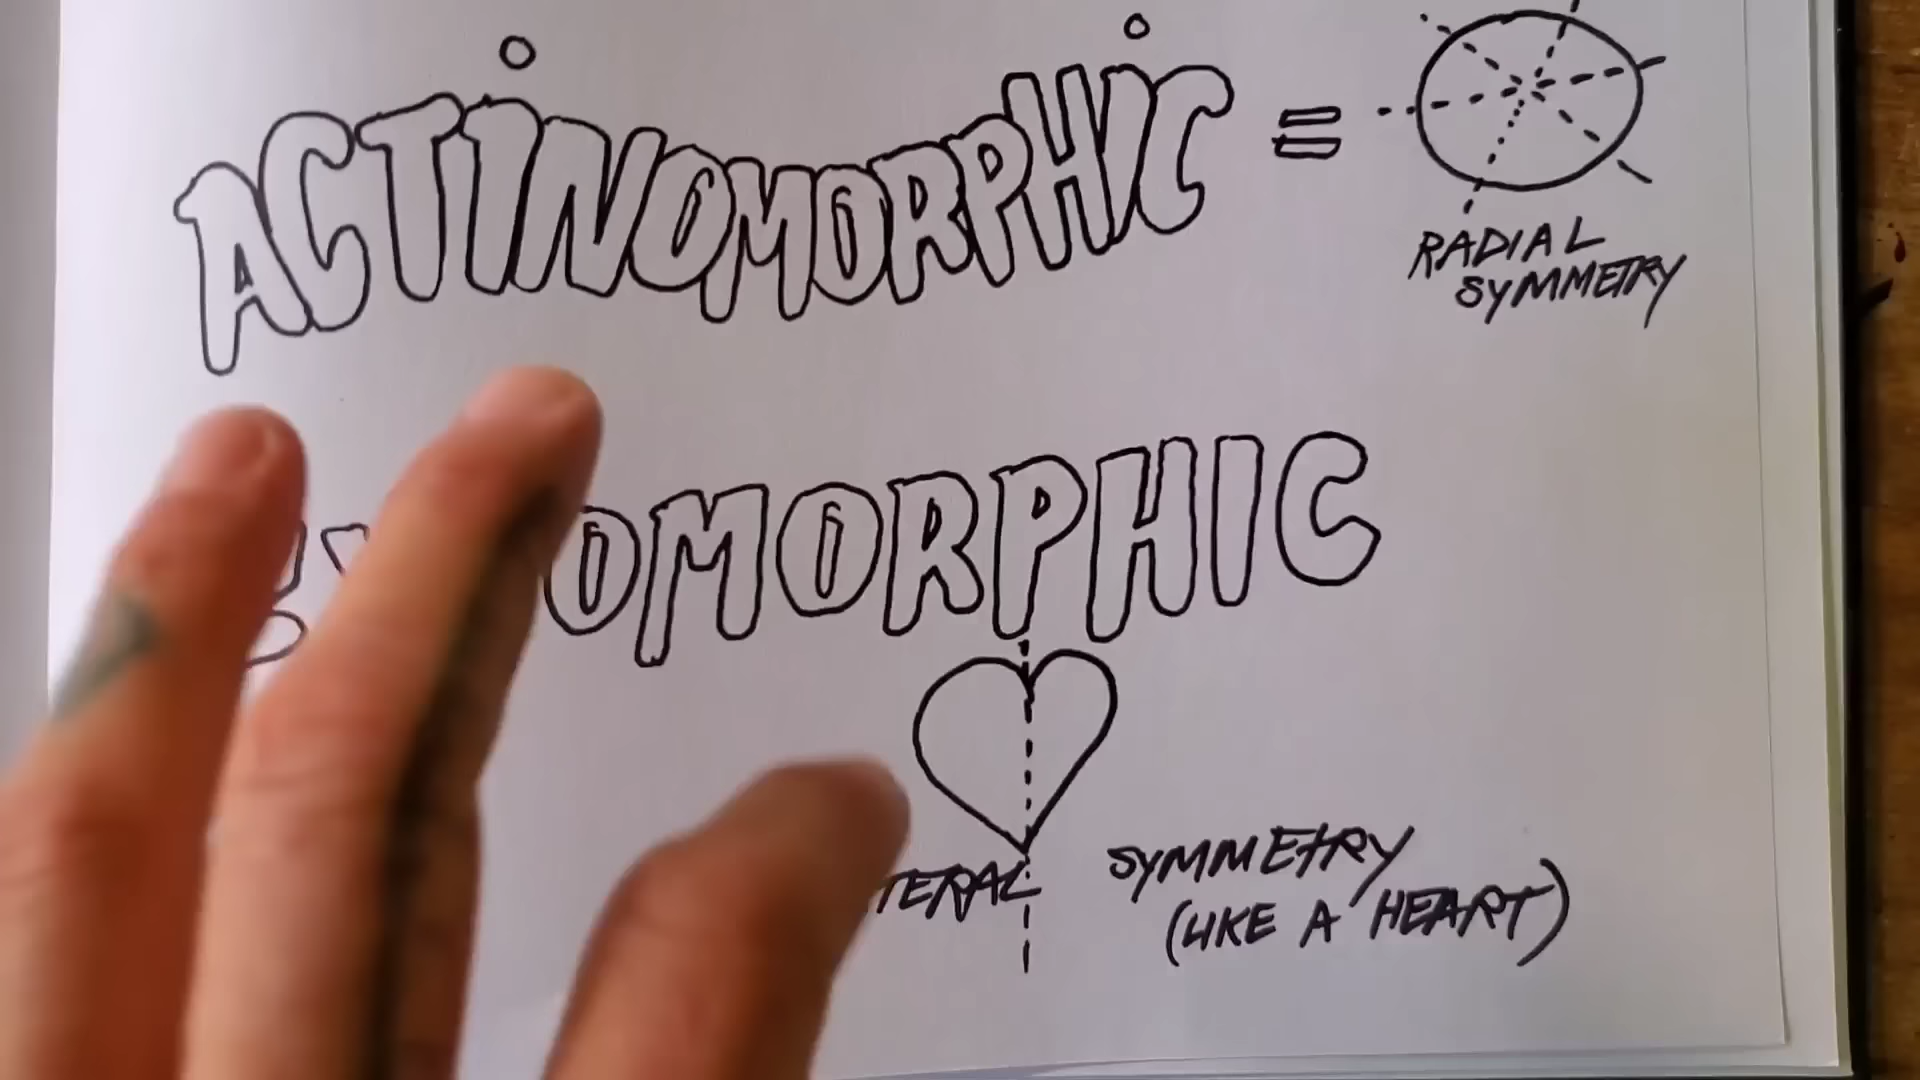 ACTINOMORPHIC =
RADIAL
SYMMETRY
OMORPHIC
TERAL SYMMETRY
(LIKE A HEART)